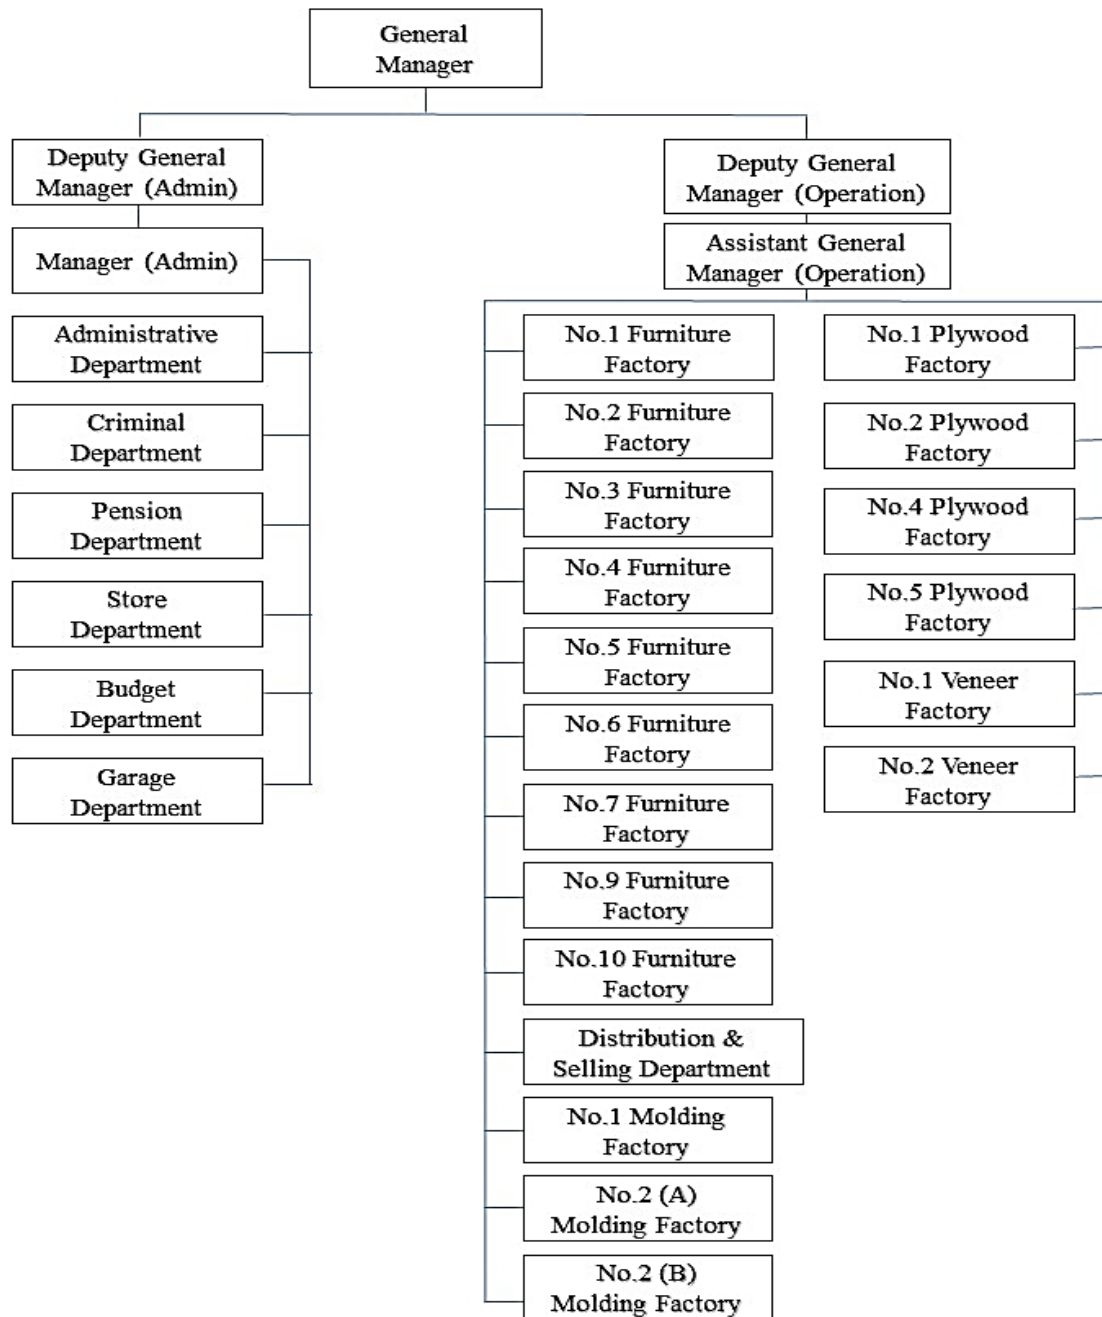 General
Manager
Deputy General
Manager (Admin)
Deputy General
Manager (Operation)
Manager (Admin)
Assistant General
Manager (Operation)
Administrative
Department
Criminal
Department
Pension
Department
Store
Department
Budget
Department
Garage
Department
No.1 Furniture
Factory
No.2 Furniture
Factory
No.3 Furniture
Factory
No.4 Furniture
Factory
No.5 Furniture
Factory
No.6 Furniture
Factory
No.7 Furniture
Factory
No.9 Furniture
Factory
No.10 Furniture
Factory
Distribution &
Selling Department
No.1 Molding
Factory
No.2 (A)
Molding Factory
No.2 (B)
Molding Factory
No.1 Plywood
Factory
No.2 Plywood
Factory
No.4 Plywood
Factory
No.5 Plywood
Factory
No.1 Veneer
Factory
No.2 Veneer
Factory